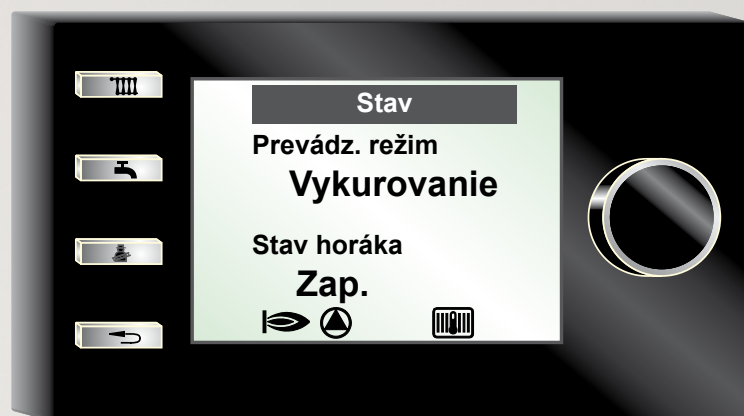 Stav
Prevádz. režim
Vykurovanie
Stav horáka
Zap.